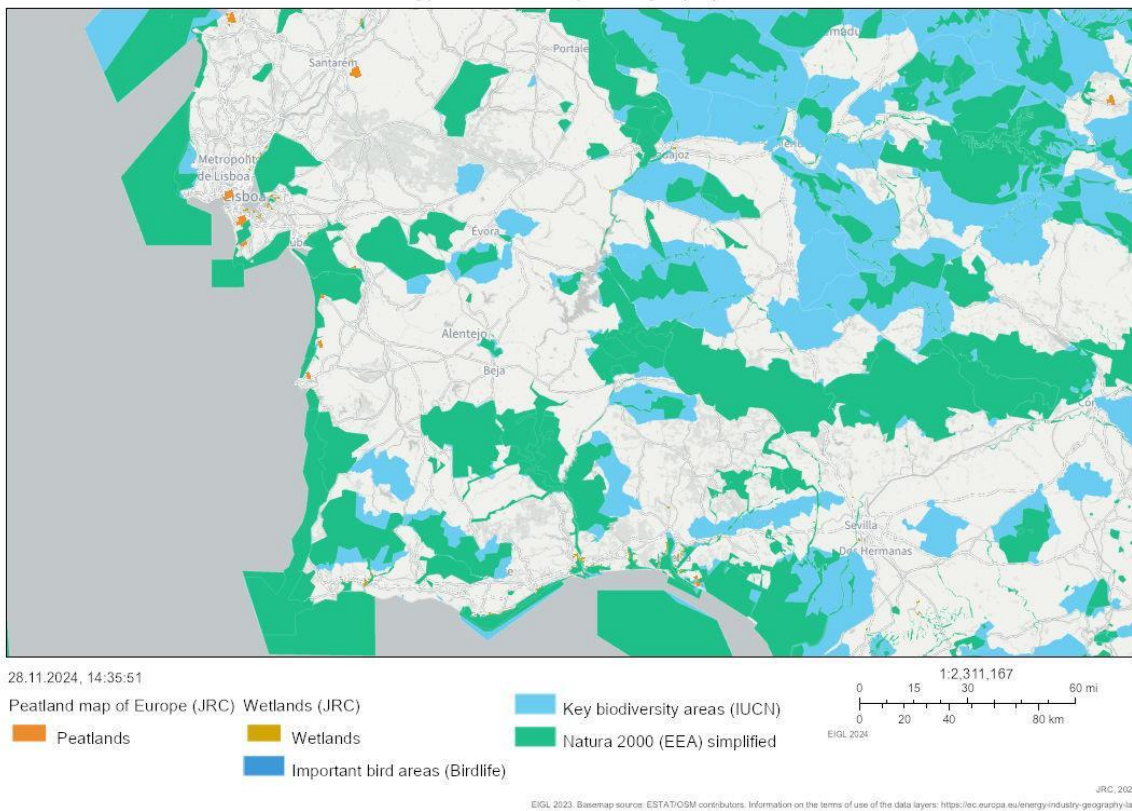 Santarém
Portale
Metropolit
de Lisboa
Lisboa
Évora
Alentejo
Beja
Sevilla
Dos Hermanas
28.11.2024, 14:35:51
Peatland map of Europe (JRC) Wetlands (JRC)
Peatlands
Wetlands
Important bird areas (Birdlife)
Key biodiversity areas (IUCN)
Natura 2000 (EEA) simplified
1:2,311,167
0 15 30 60 mi
0 20 40 80 km
EIGL 2024
JRC, 202
EIGL 2023. Basemap source: ESTAT/OSM contributors. Information on the terms of use of the data layers: https://ec.europa.eu/energy-industry-geography-la